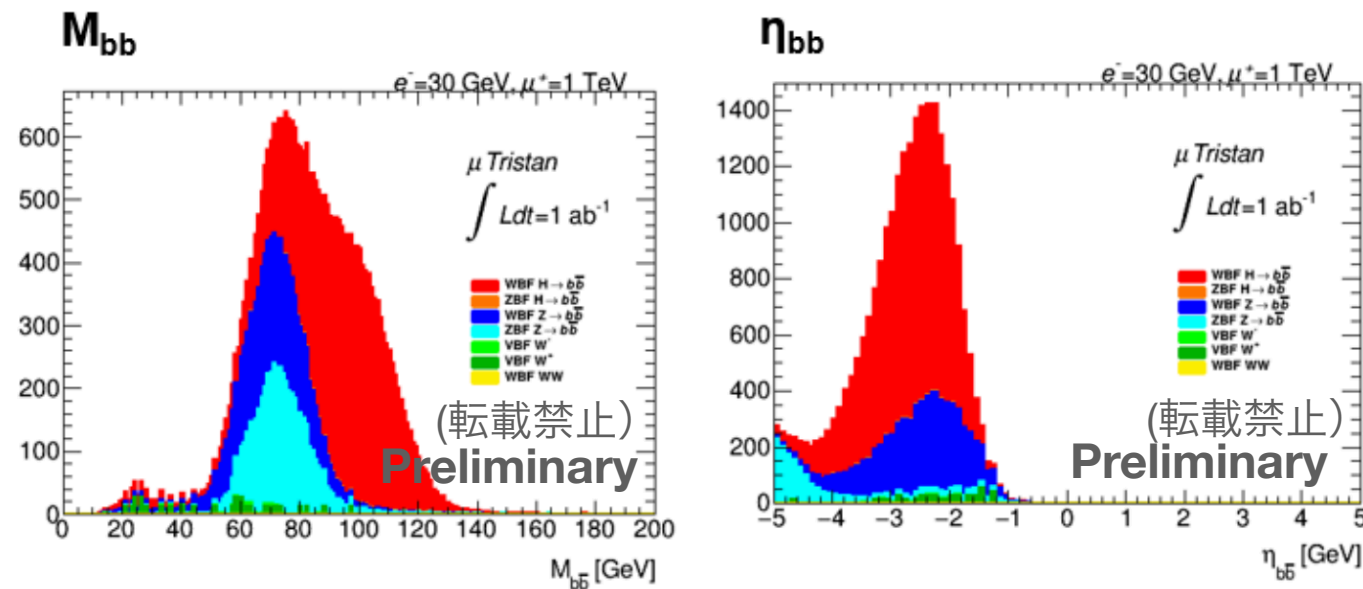 M_bb
e⁻=30 GeV, μ⁺=1 TeV
μ Tristan
∫ Ldt=1 ab⁻¹
WBF H→bb̅
ZBF H→bb̅
WBF Z→bb̅
ZBF Z→bb̅
VBF W⁻
VBF W⁺
WBF WW
(転載禁止)
Preliminary
600
500
400
300
200
100
0
0 20 40 60 80 100 120 140 160 180 200
M_bb̅ [GeV]
η_bb
e⁻=30 GeV, μ⁺=1 TeV
μ Tristan
∫ Ldt=1 ab⁻¹
WBF H→bb̅
ZBF H→bb̅
WBF Z→bb̅
ZBF Z→bb̅
VBF W⁻
VBF W⁺
WBF WW
(転載禁止)
Preliminary
1400
1200
1000
800
600
400
200
0
−5 −4 −3 −2 −1 0 1 2 3 4 5
η_bb̅ [GeV]